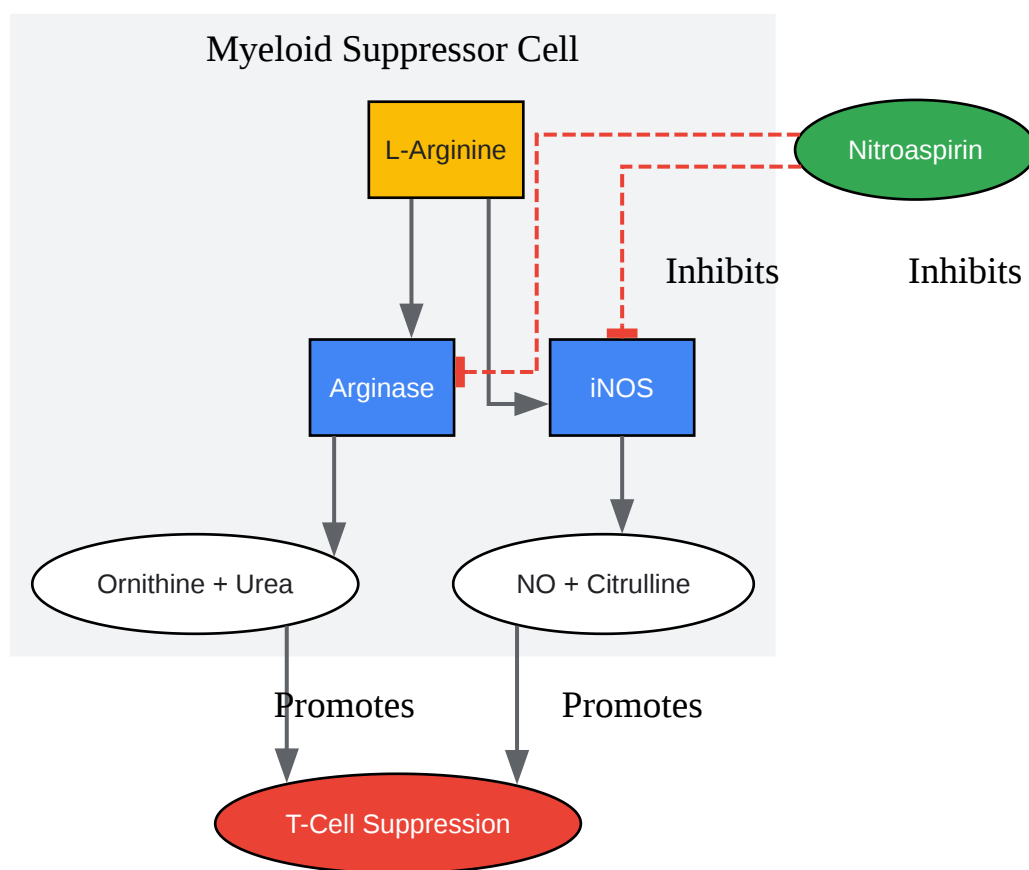 Myeloid Suppressor Cell
L-Arginine
Nitroaspirin
Inhibits
Inhibits
Arginase
iNOS
Ornithine + Urea
NO + Citrulline
Promotes
Promotes
T-Cell Suppression